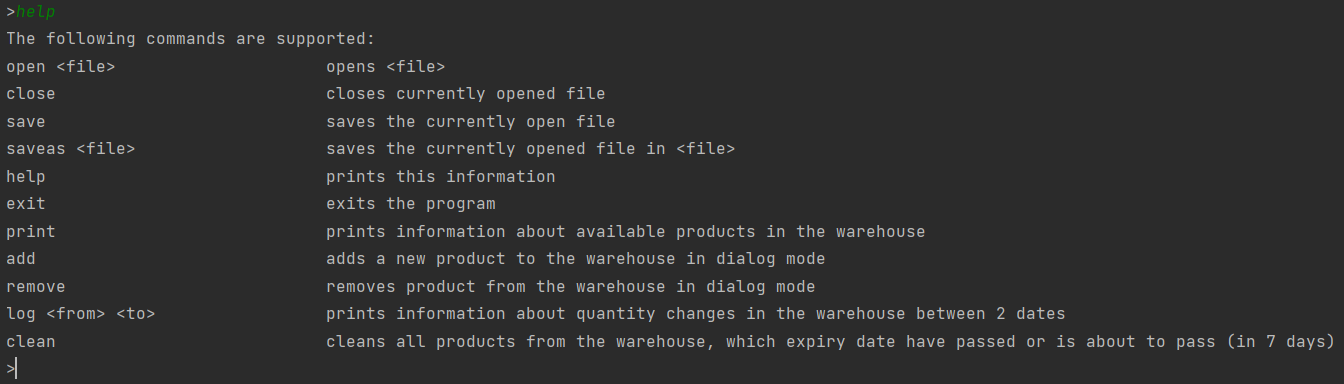 >help
The following commands are supported:
open <file> opens <file>
close closes currently opened file
save saves the currently open file
saveas <file> saves the currently opened file in <file>
help prints this information
exit exits the program
print prints information about available products in the warehouse
add adds a new product to the warehouse in dialog mode
remove removes product from the warehouse in dialog mode
log <from> <to> prints information about quantity changes in the warehouse between 2 dates
clean cleans all products from the warehouse, which expiry date have passed or is about to pass (in 7 days)
>